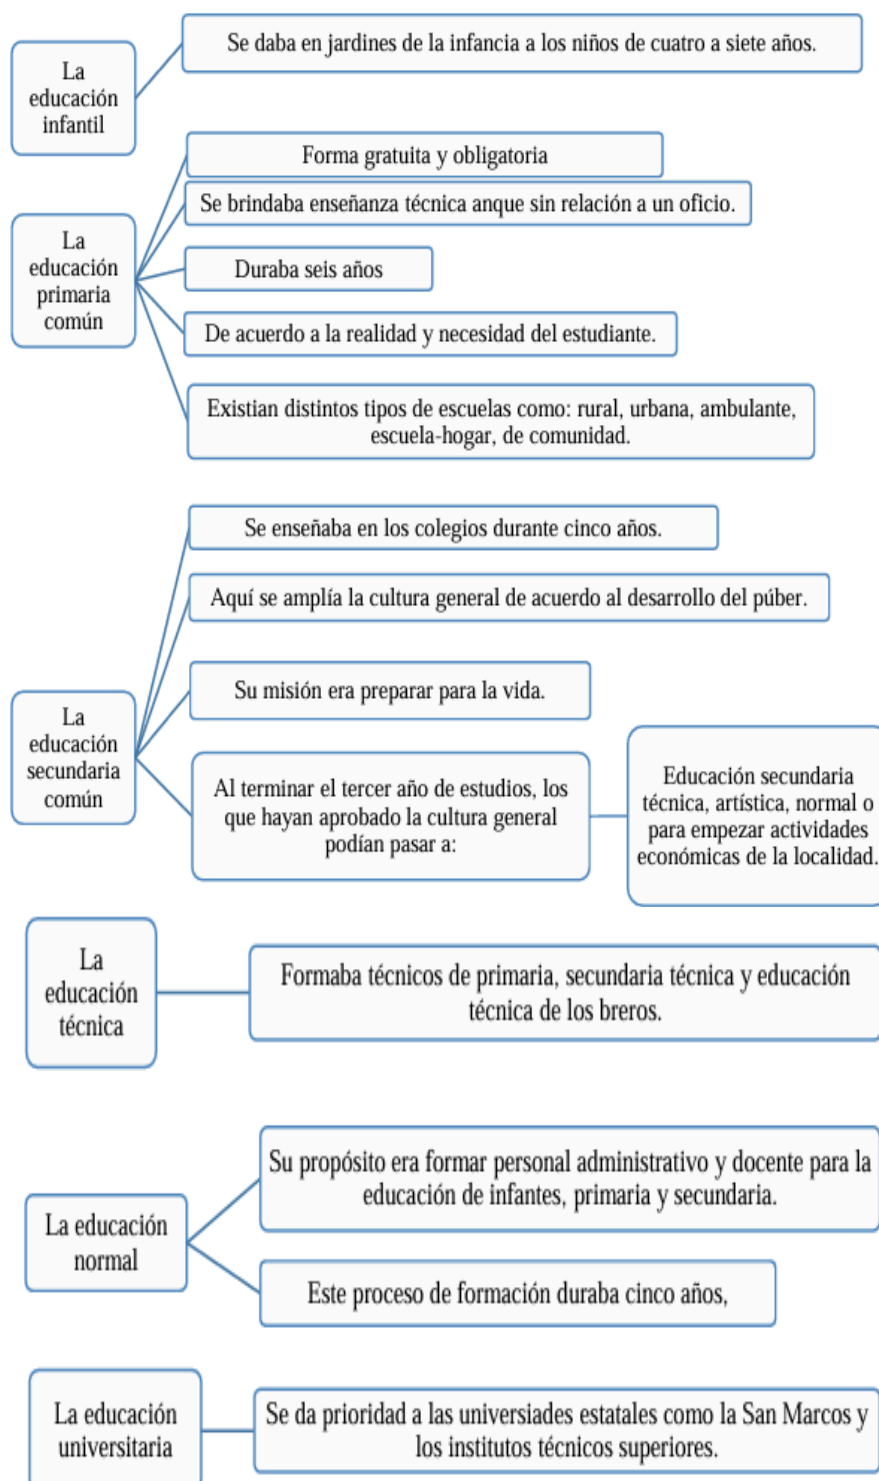 La
educación
infantil
Se daba en jardines de la infancia a los niños de cuatro a siete años.
La
educación
primaria
común
Forma gratuita y obligatoria
Se brindaba enseñanza técnica anque sin relación a un oficio.
Duraba seis años
De acuerdo a la realidad y necesidad del estudiante.
Existian distintos tipos de escuelas como: rural, urbana, ambulante,
escuela-hogar, de comunidad.
La
educación
secundaria
común
Se enseñaba en los colegios durante cinco años.
Aquí se amplía la cultura general de acuerdo al desarrollo del púber.
Su misión era preparar para la vida.
Al terminar el tercer año de estudios, los
que hayan aprobado la cultura general
podían pasar a:
Educación secundaria
técnica, artística, normal o
para empezar actividades
económicas de la localidad.
La
educación
técnica
Formaba técnicos de primaria, secundaria técnica y educación
técnica de los breros.
La educación
normal
Su propósito era formar personal administrativo y docente para la
educación de infantes, primaria y secundaria.
Este proceso de formación duraba cinco años,
La educación
universitaria
Se da prioridad a las universiades estatales como la San Marcos y
los institutos técnicos superiores.